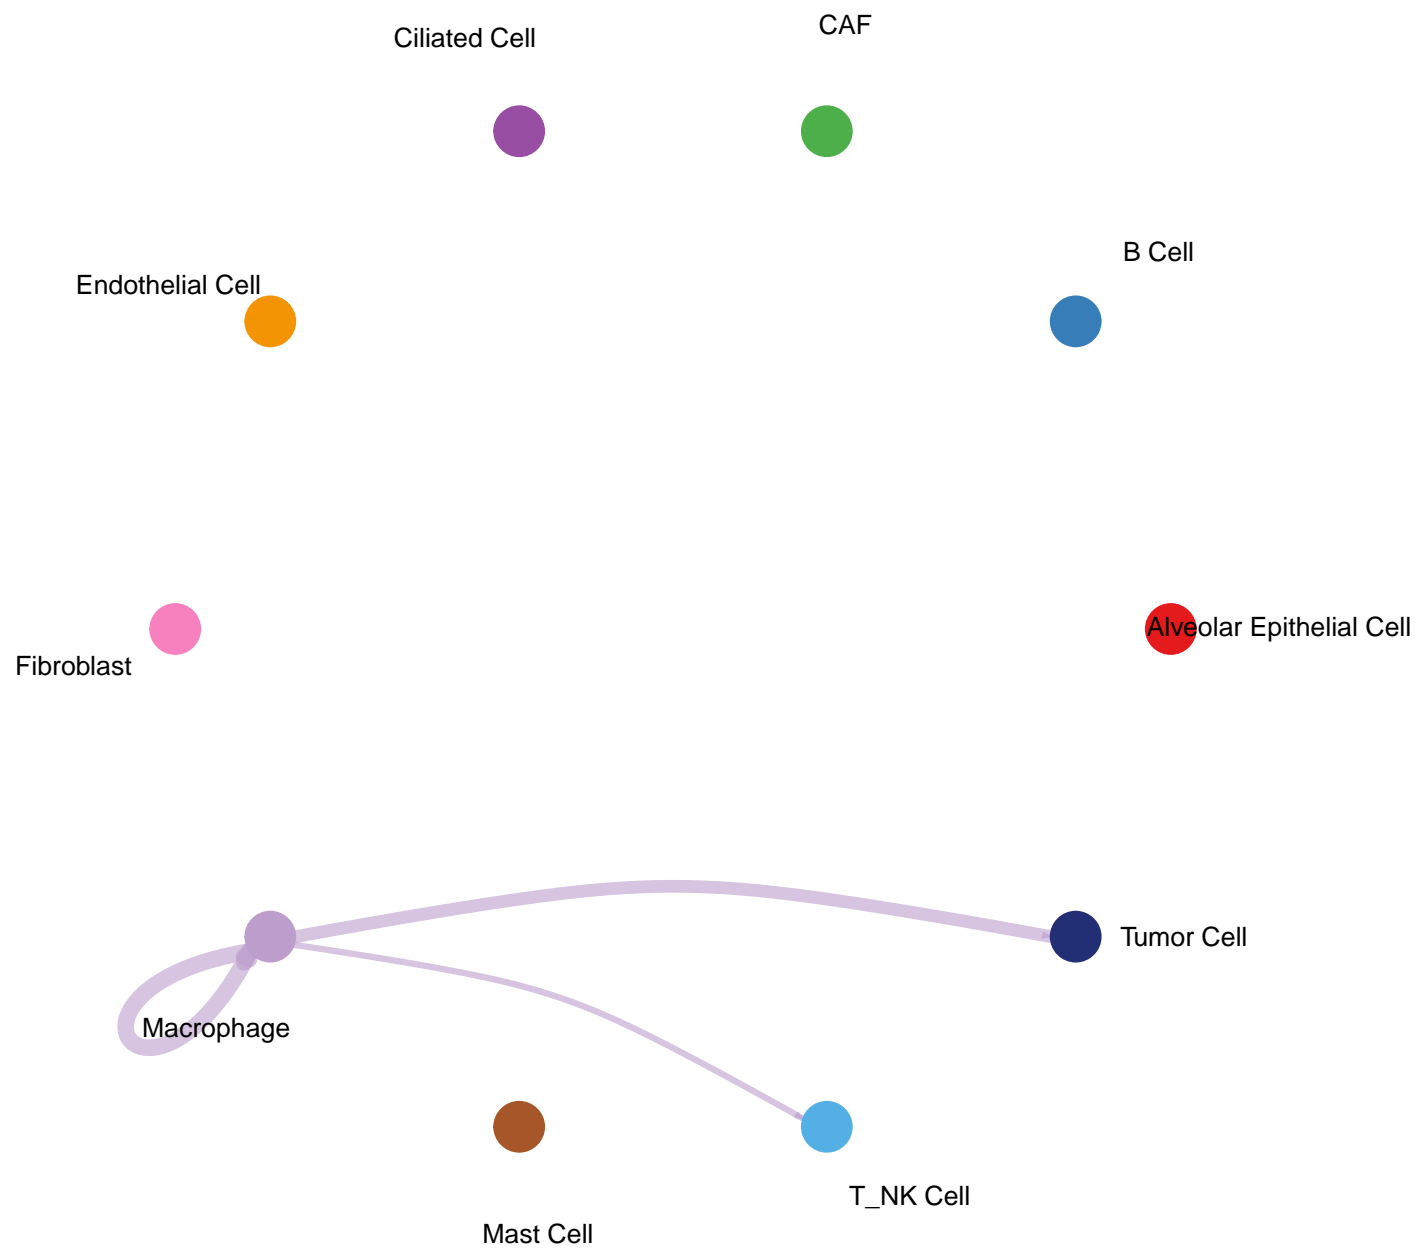 CAF
Ciliated Cell
B Cell
Endothelial Cell
Alveolar Epithelial Cell
Fibroblast
Tumor Cell
Macrophage
T_NK Cell
Mast Cell